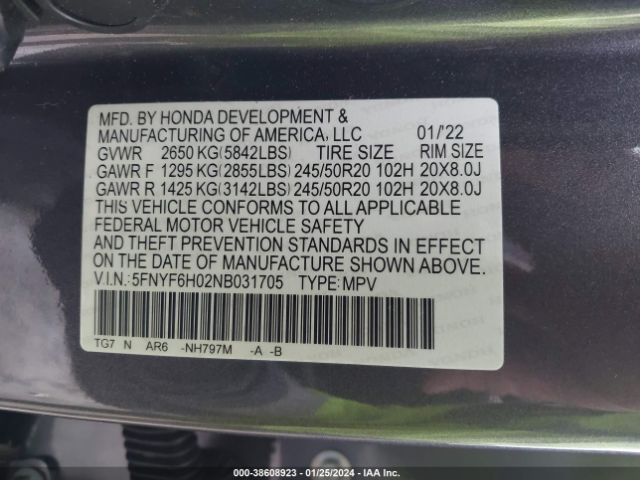 MFD. BY HONDA DEVELOPMENT &
MANUFACTURING OF AMERICA, LLC 01/'22
GVWR 2650 KG(5842LBS) TIRE SIZE RIM SIZE
GAWR F 1295 KG(2855LBS) 245/50R20 102H 20X8.0J
GAWR R 1425 KG(3142LBS) 245/50R20 102H 20X8.0J
THIS VEHICLE CONFORMS TO ALL APPLICABLE
FEDERAL MOTOR VEHICLE SAFETY
AND THEFT PREVENTION STANDARDS IN EFFECT
ON THE DATE OF MANUFACTURE SHOWN ABOVE.
V.I.N.: 5FNYF6H02NB031705 TYPE: MPV
TG7 N AR6 -NH797M -A -B
000-38608923 - 01/25/2024 - IAA Inc.